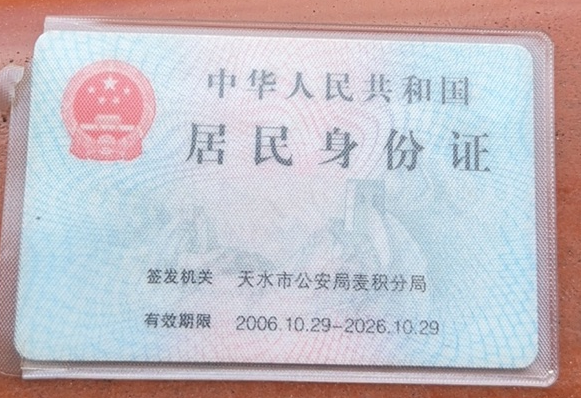 中华人民共和国
居民身份证
签发机关 天水市公安局麦积分局
有效期限 2006.10.29-2026.10.29